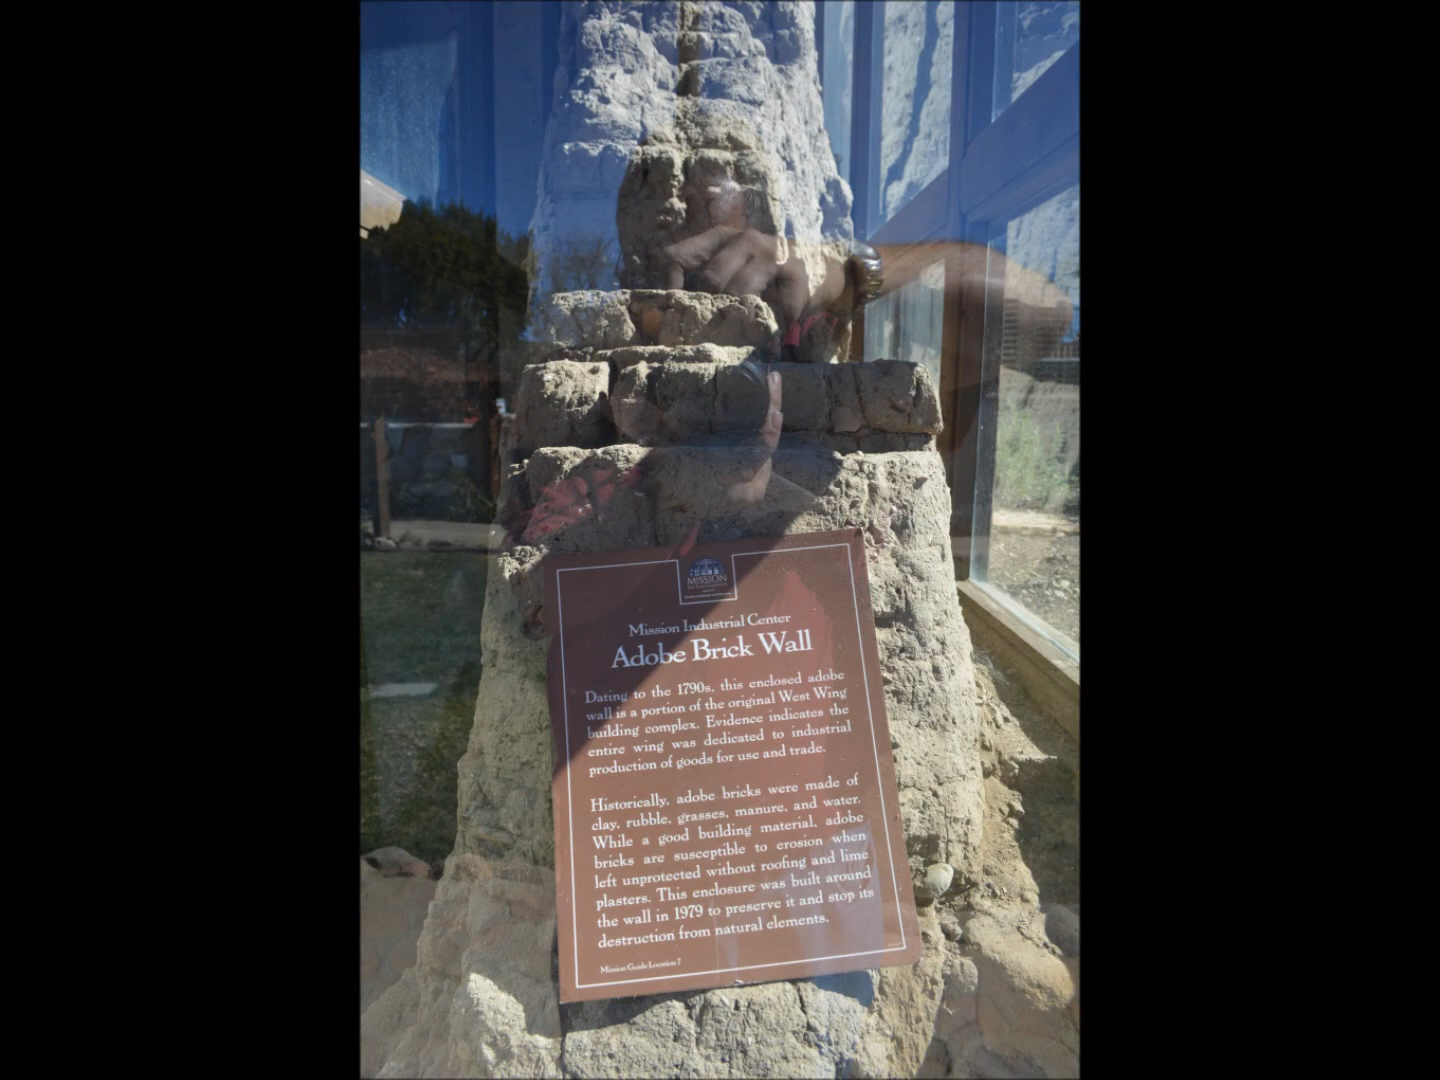 MISSION
Mission Industrial Center
Adobe Brick Wall
Dating to the 1790s, this enclosed adobe
wall is a portion of the original West Wing
building complex. Evidence indicates the
entire wing was dedicated to industrial
production of goods for use and trade.
Historically, adobe bricks were made of
clay, rubble, grasses, manure, and water.
While a good building material, adobe
bricks are susceptible to erosion when
left unprotected without roofing and lime
plasters. This enclosure was built around
the wall in 1979 to preserve it and stop its
destruction from natural elements.
Mission Guide Location 7